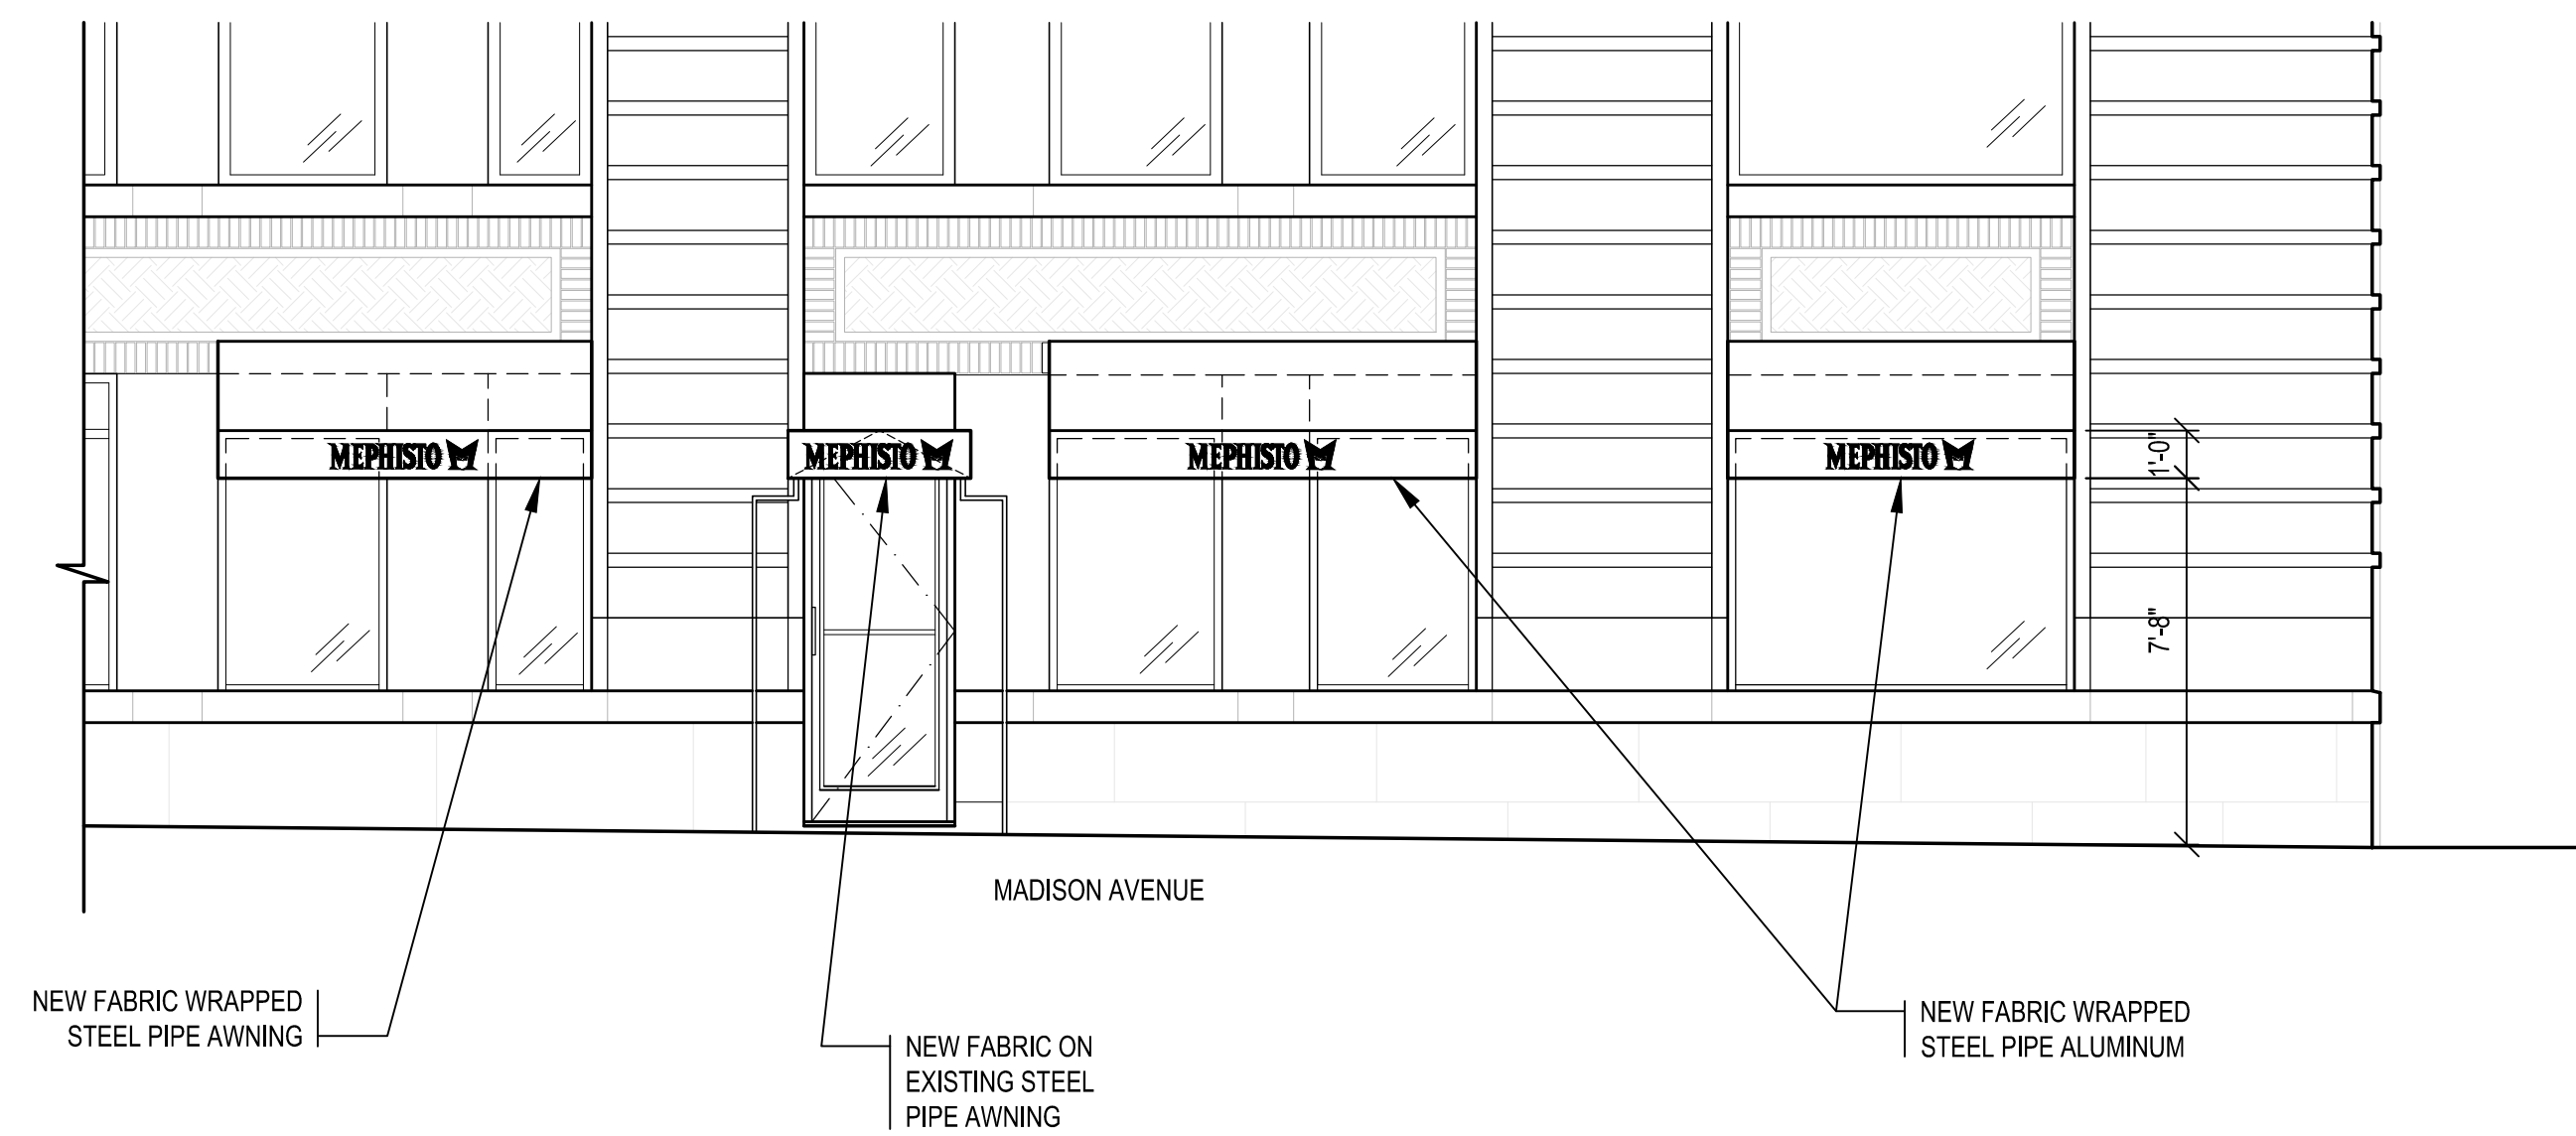 MEPHISTO
MEPHISTO
MEPHISTO
MEPHISTO
1'-0"
7'-8"
MADISON AVENUE
NEW FABRIC WRAPPED
STEEL PIPE AWNING
NEW FABRIC ON
EXISTING STEEL
PIPE AWNING
NEW FABRIC WRAPPED
STEEL PIPE ALUMINUM